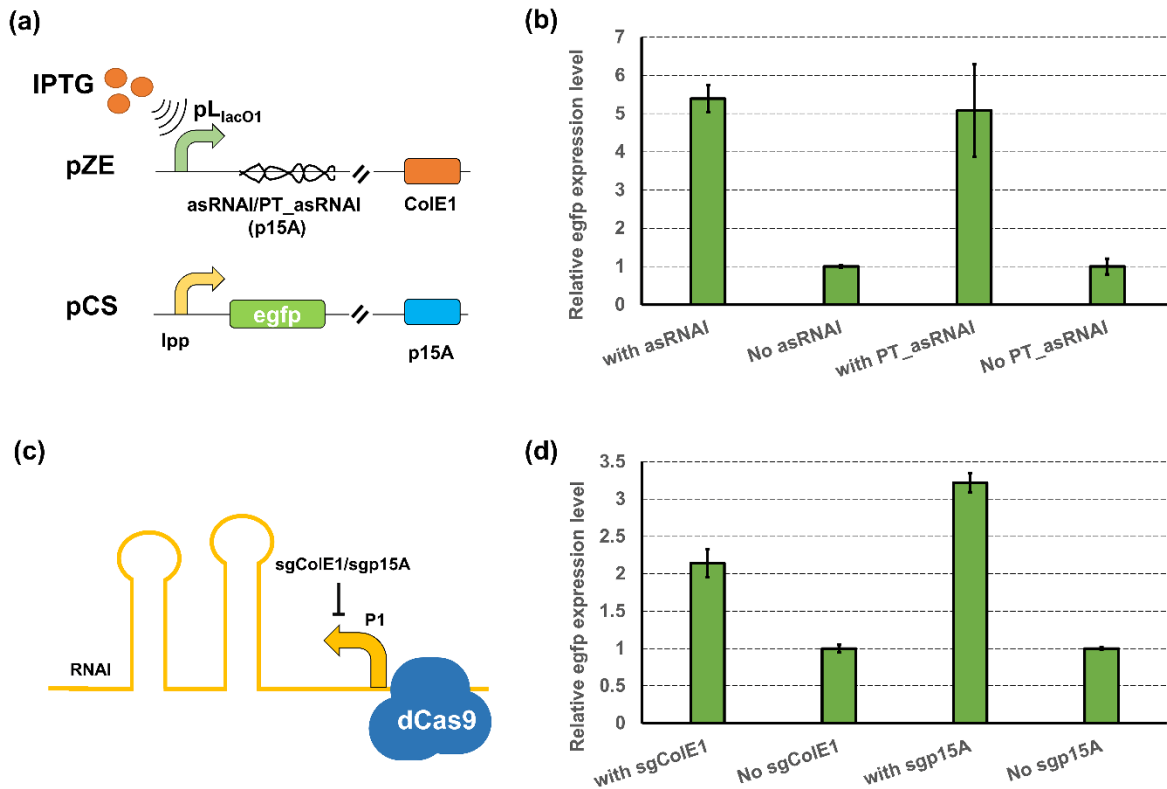 (a)
IPTG
pLlacO1
pZE
asRNAI/PT_asRNAI
(p15A)
ColE1
pCS
lpp
egfp
p15A
(b)
Relative egfp expression level
7
6
5
4
3
2
1
0
with asRNAI
No asRNAI
with PT_asRNAI
No PT_asRNAI
(c)
sgColE1/sgp15A
P1
RNAI
dCas9
(d)
Relative egfp expression level
3.5
3
2.5
2
1.5
1
0.5
0
with sgColE1
No sgColE1
with sgp15A
No sgp15A